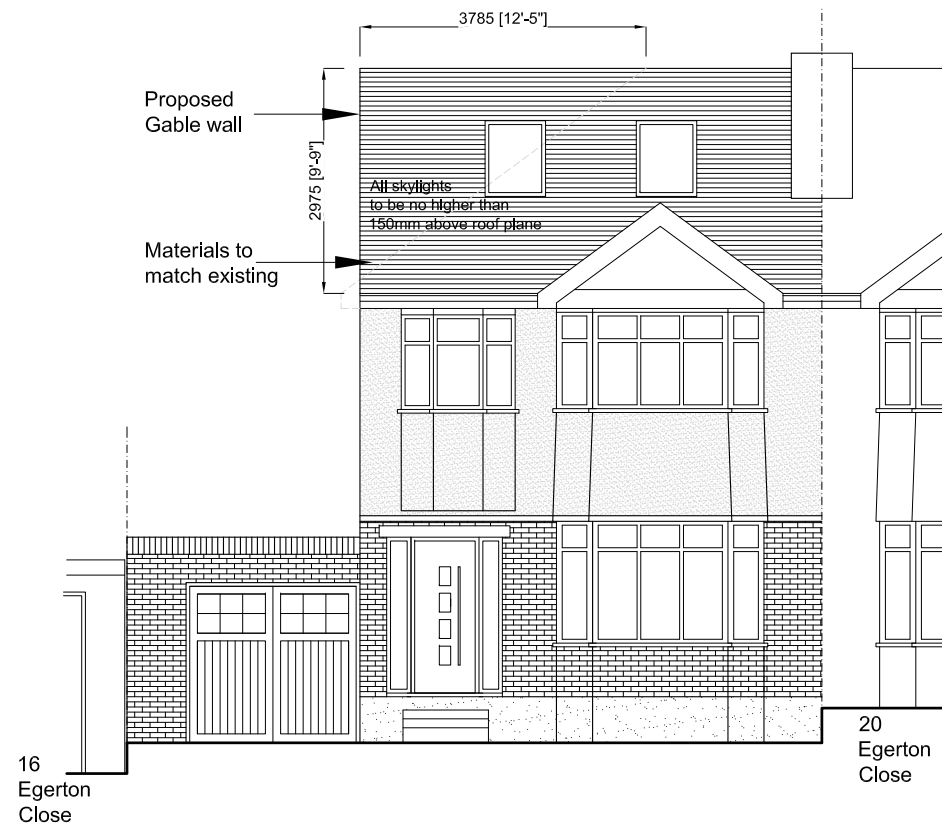 3785 [12'-5"]
Proposed
Gable wall
2975 [9'-9"]
All skylights
to be no higher than
150mm above roof plane
Materials to
match existing
20
Egerton
Close
16
Egerton
Close